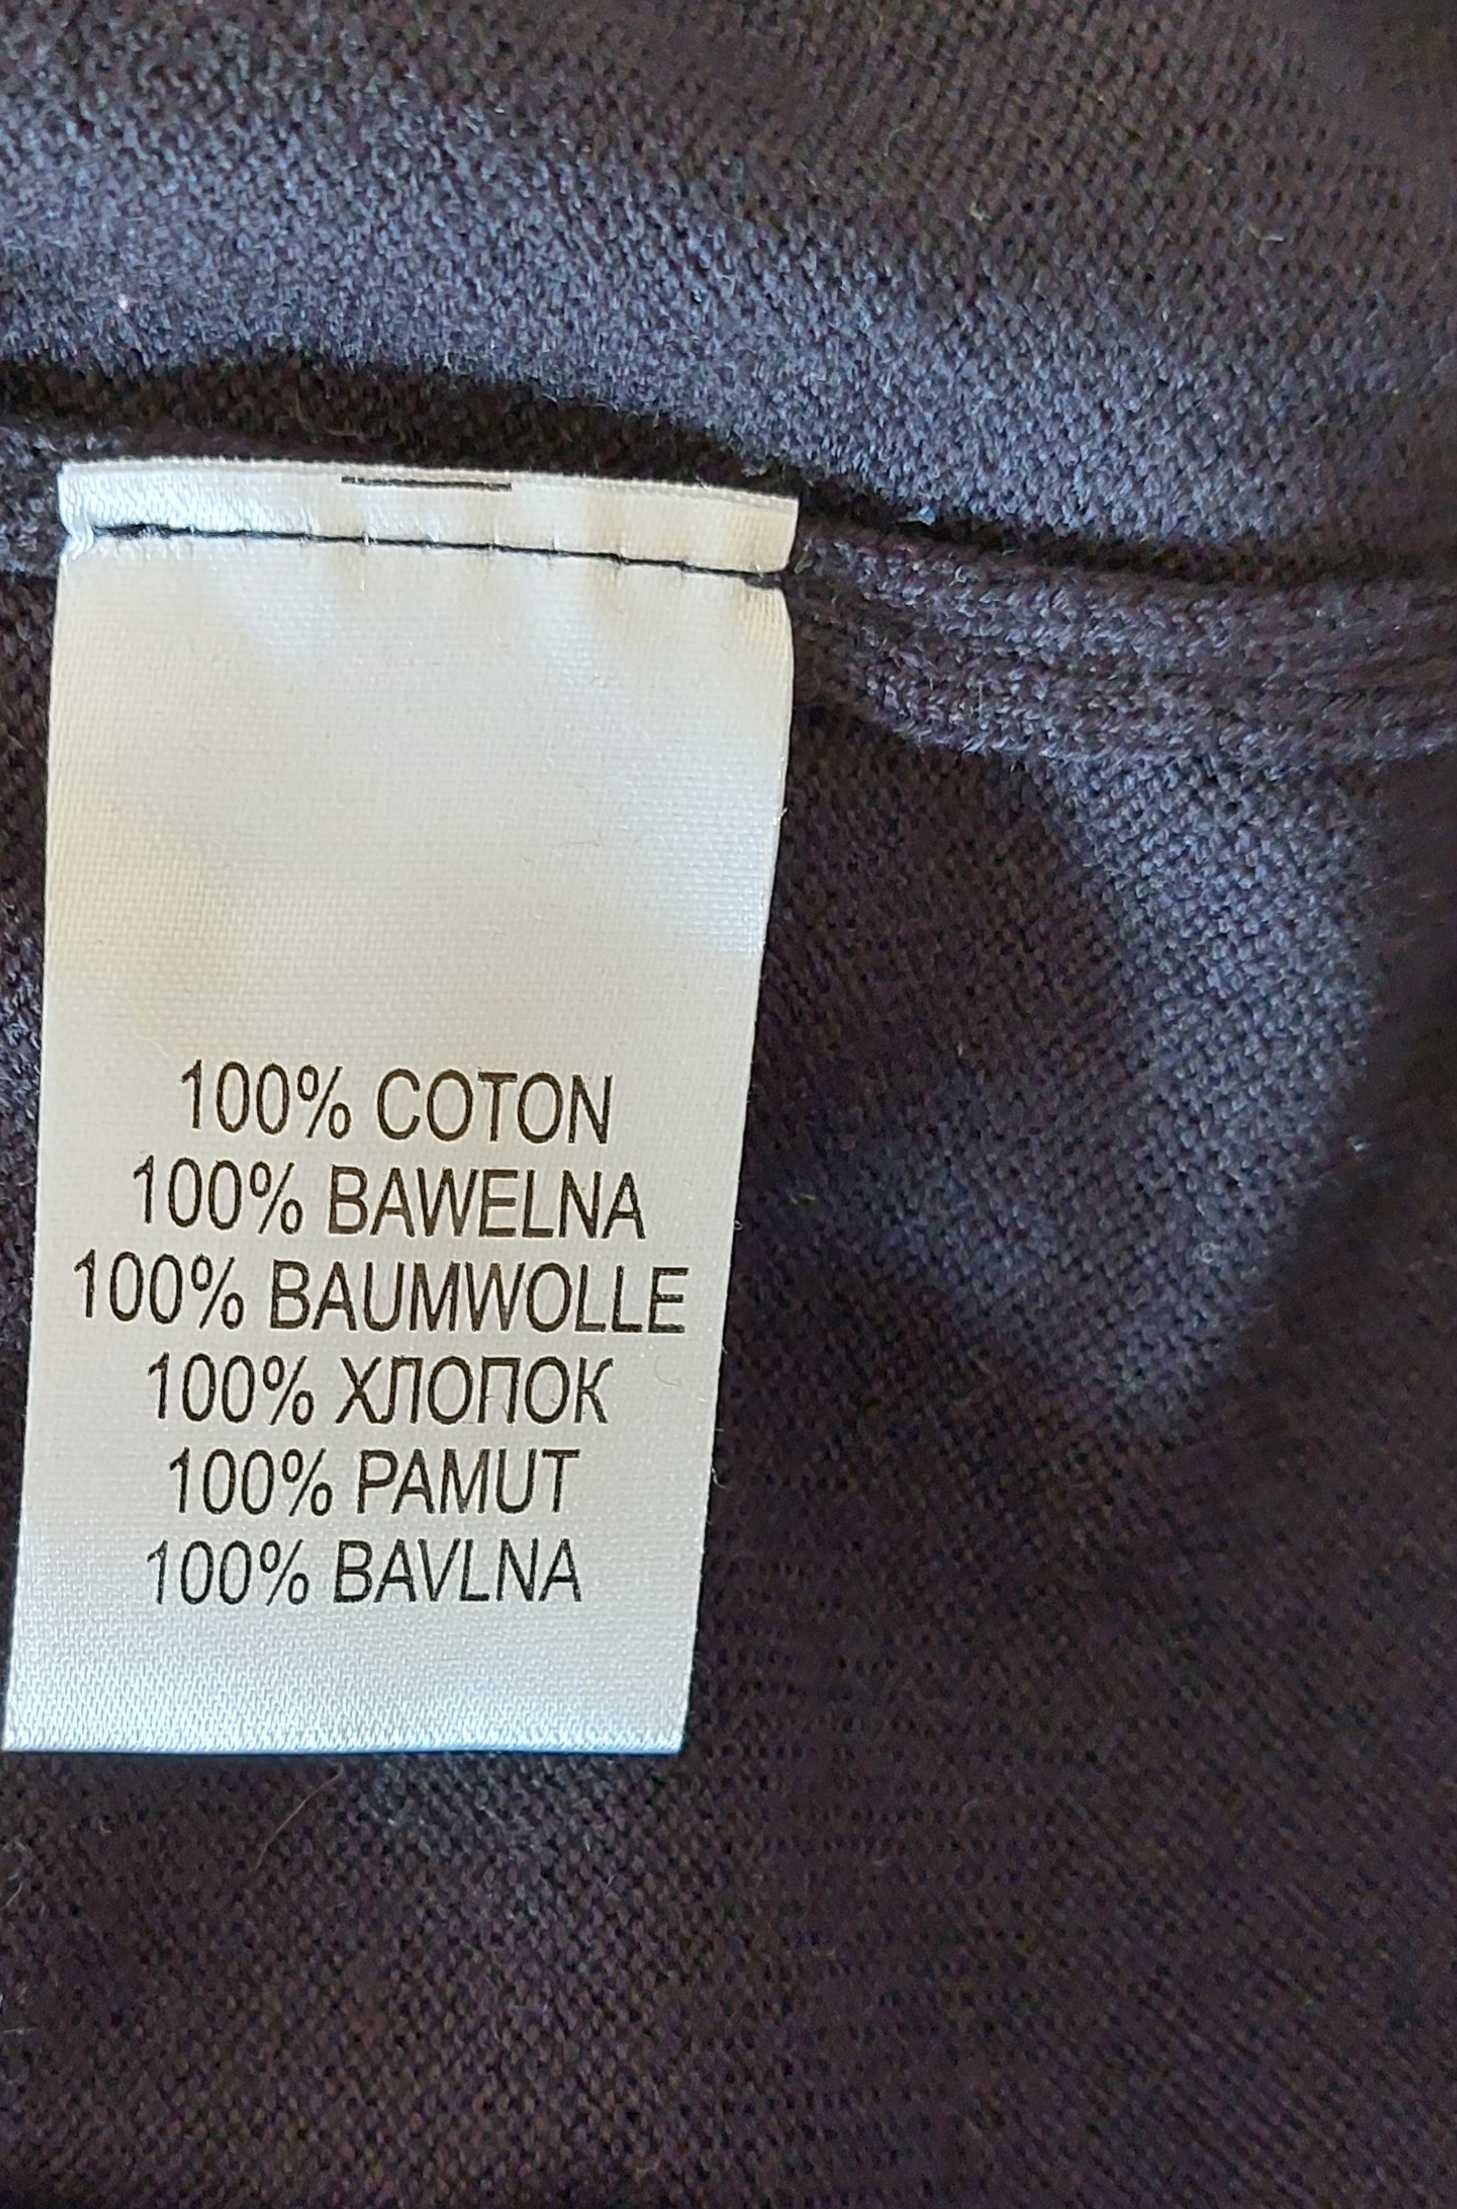 100% COTON
100% BAWELNA
100% BAUMWOLLE
100% ХЛОПОК
100% PAMUT
100% BAVLNA